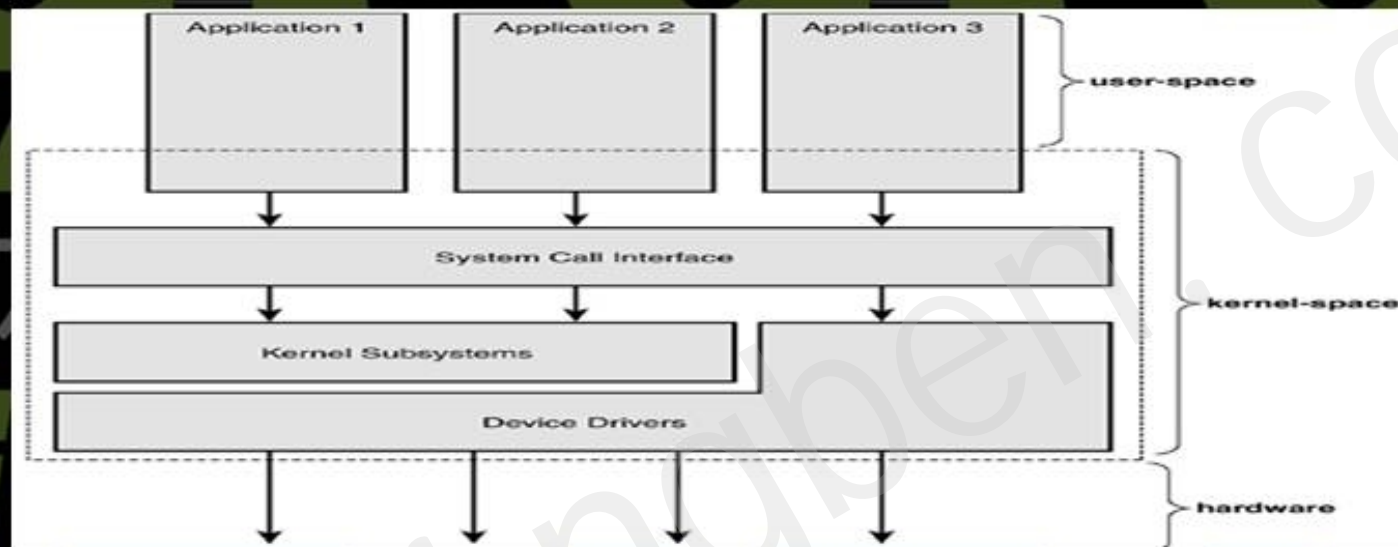 Application 1
Application 2
Application 3
user-space
System Call Interface
kernel-space
Kernel Subsystems
Device Drivers
hardware